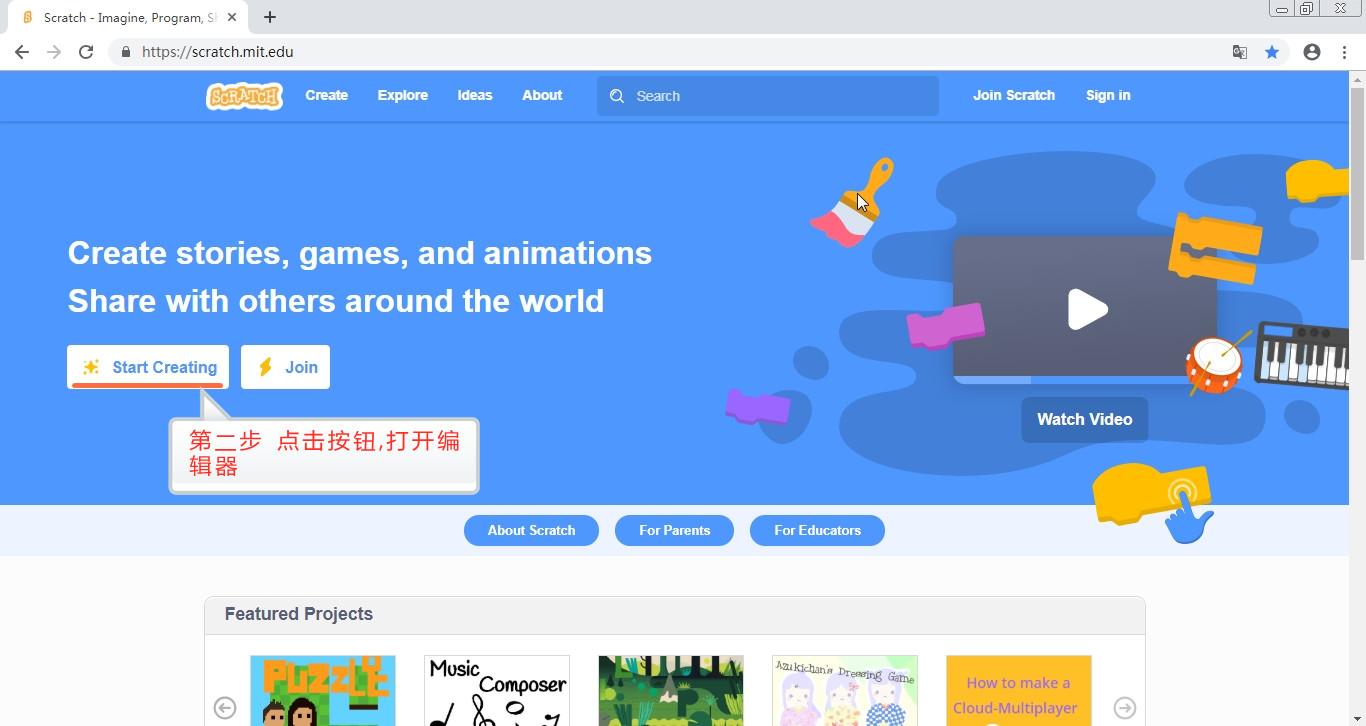 Scratch - Imagine, Program, Sh
https://scratch.mit.edu
SCRATCH Create Explore Ideas About Search Join Scratch Sign in
Create stories, games, and animations
Share with others around the world
Start Creating Join
第二步 点击按钮,打开编
辑器
Watch Video
About Scratch For Parents For Educators
Featured Projects
PUZZLE
Music
Composer
Azukichan's Dressing Game
How to make a
Cloud-Multiplayer